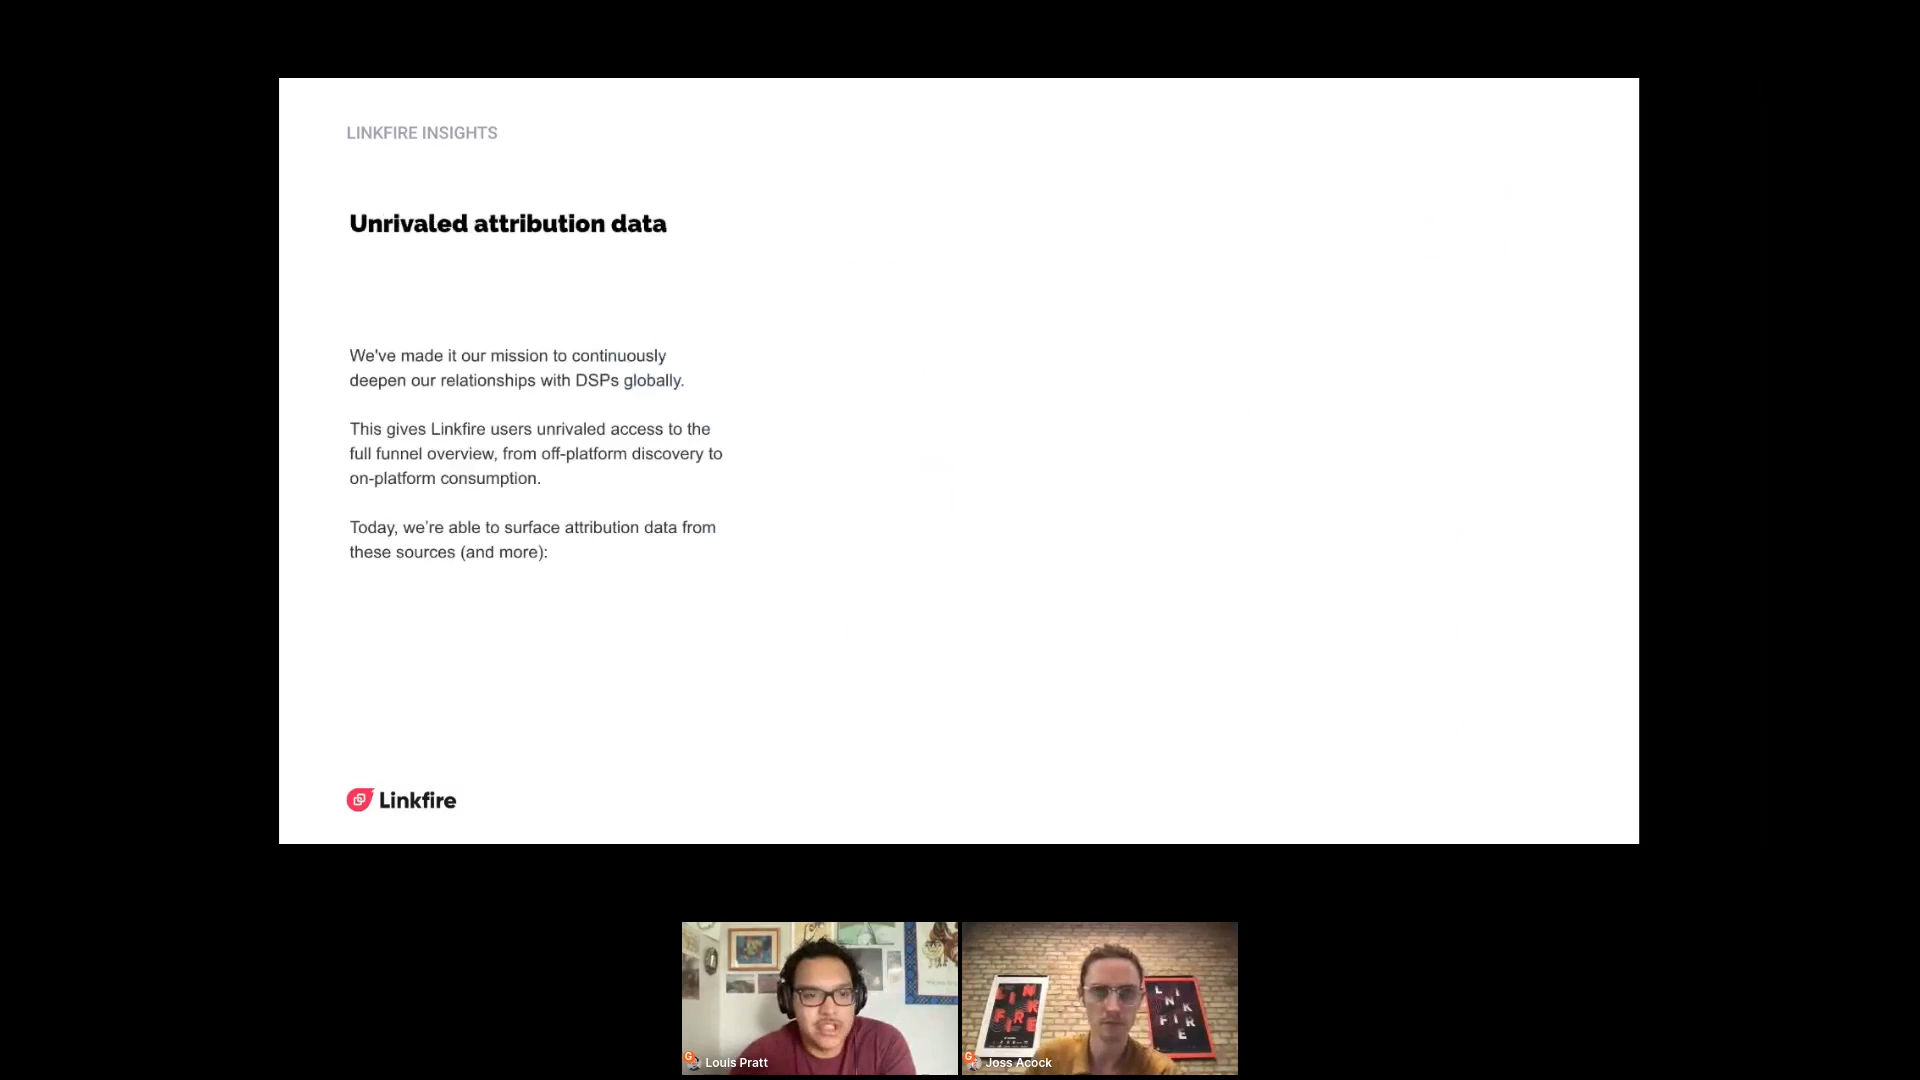 LINKFIRE INSIGHTS
Unrivaled attribution data
We've made it our mission to continuously
deepen our relationships with DSPs globally.
This gives Linkfire users unrivaled access to the
full funnel overview, from off-platform discovery to
on-platform consumption.
Today, we’re able to surface attribution data from
these sources (and more):
Linkfire
LINKFIRE
LINKFIRE
G
Louis Pratt
G
Joss Acock